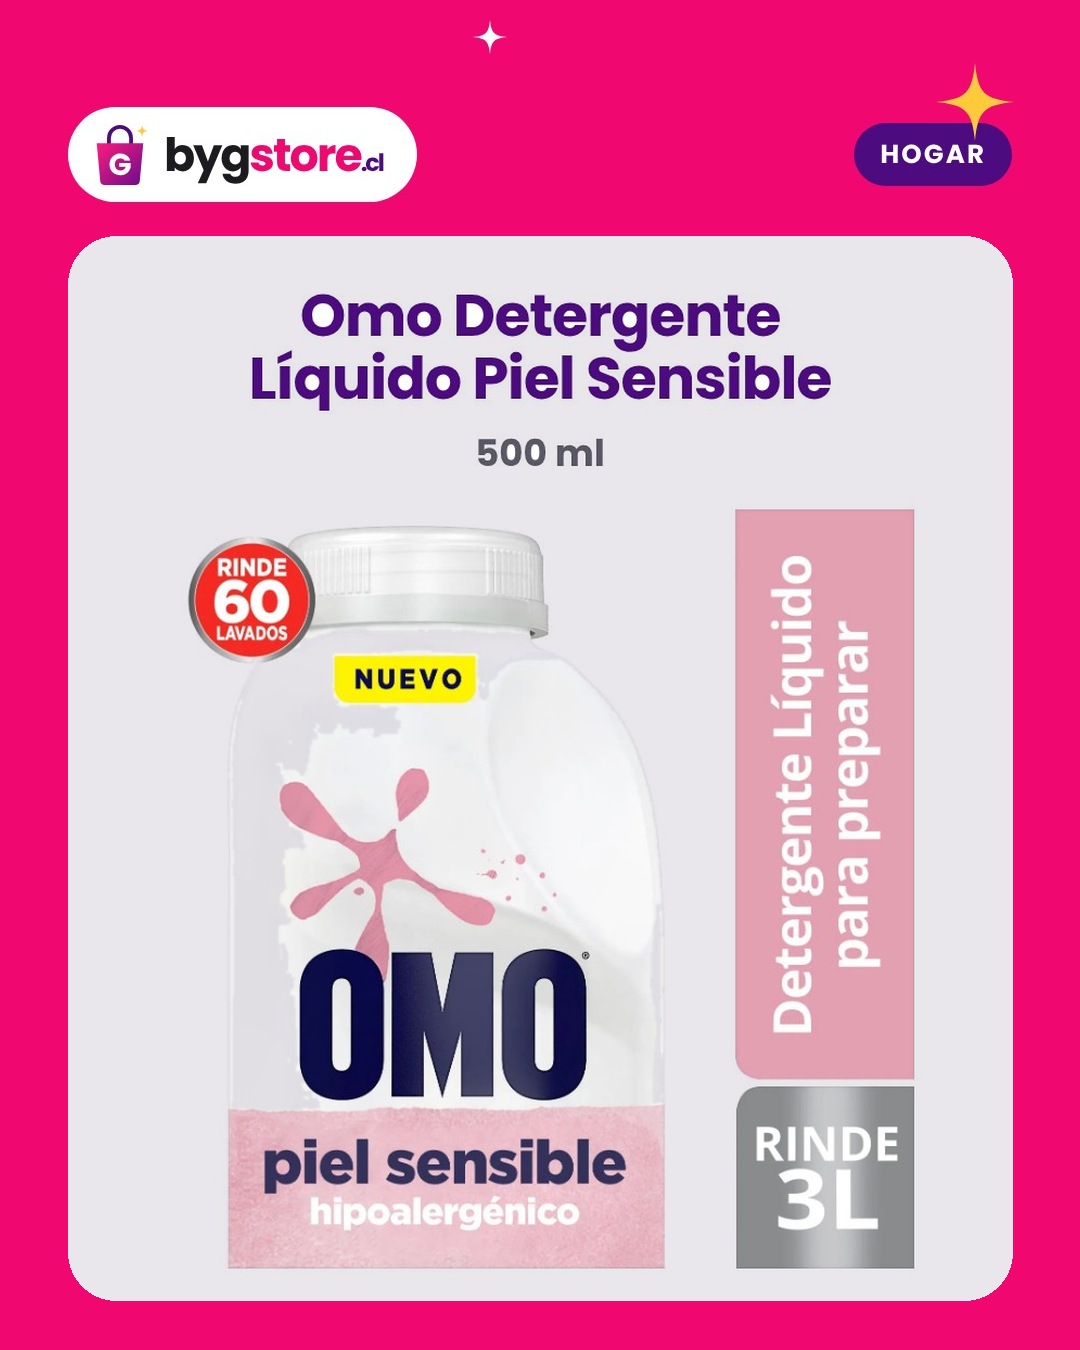 G
bygstore.cl
HOGAR
Omo Detergente
Líquido Piel Sensible
500 ml
RINDE
60
LAVADOS
NUEVO
OMO®
piel sensible
hipoalergénico
Detergente Líquido
para preparar
RINDE
3L